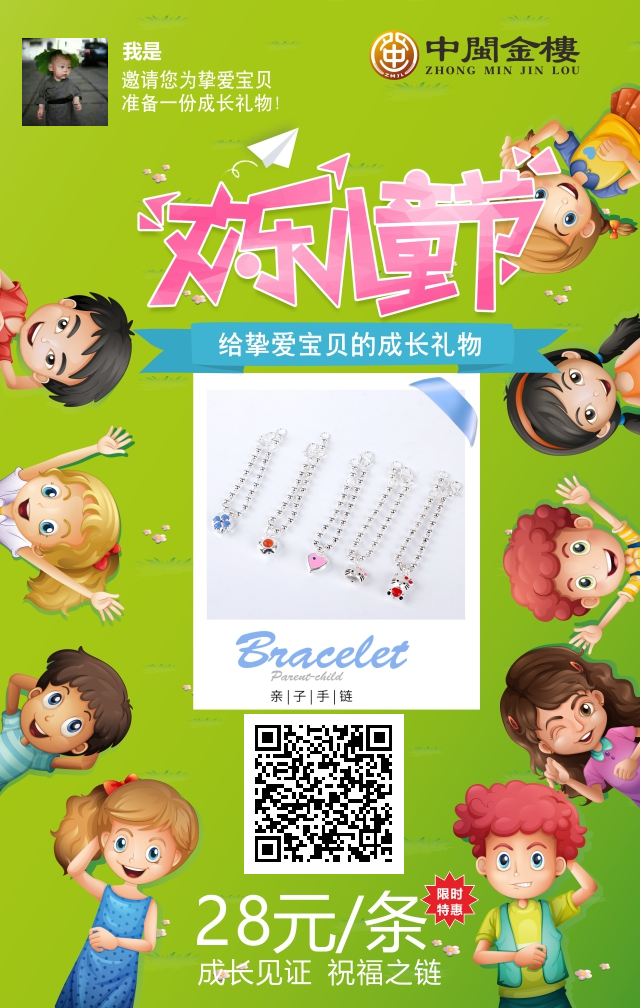 我是
邀请您为挚爱宝贝
准备一份成长礼物!
中閩金樓
ZHONG MIN JIN LOU
ZMJL
欢乐儿童节
给挚爱宝贝的成长礼物
Bracelet
Parent-child
亲|子|手|链
28元/条
限时
特惠
成长见证 祝福之链